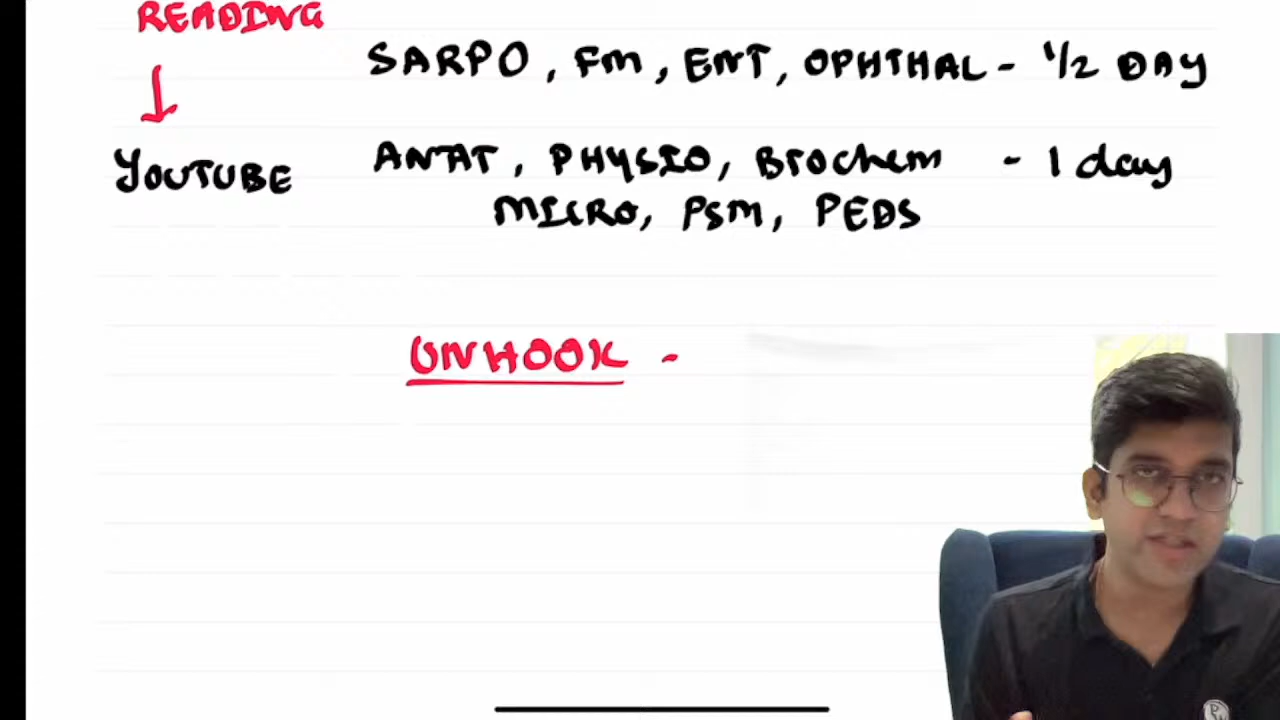 READING
SARPO, FM, ENT, OPHTHAL - 1/2 DAY
YOUTUBE
ANAT, PHYSIO, Biochem - 1 day
MICRO, PSM, PEDS
UNHOOK -